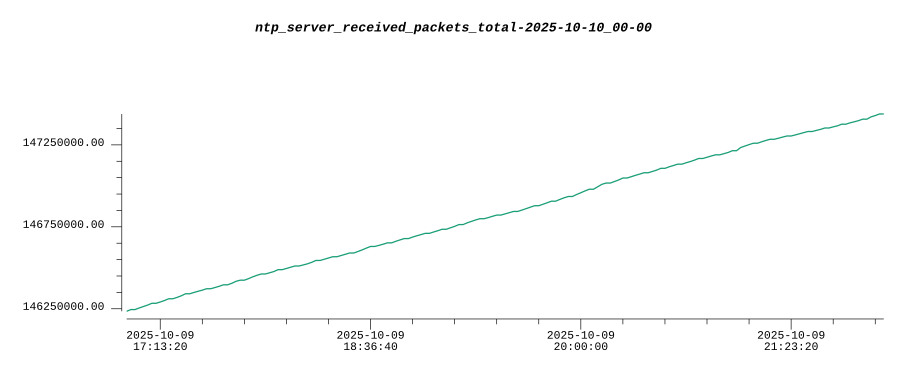 ntp_server_received_packets_total-2025-10-10_00-00
147250000.00
146750000.00
146250000.00
2025-10-09 2025-10-09 2025-10-09 2025-10-09
17:13:20 18:36:40 20:00:00 21:23:20